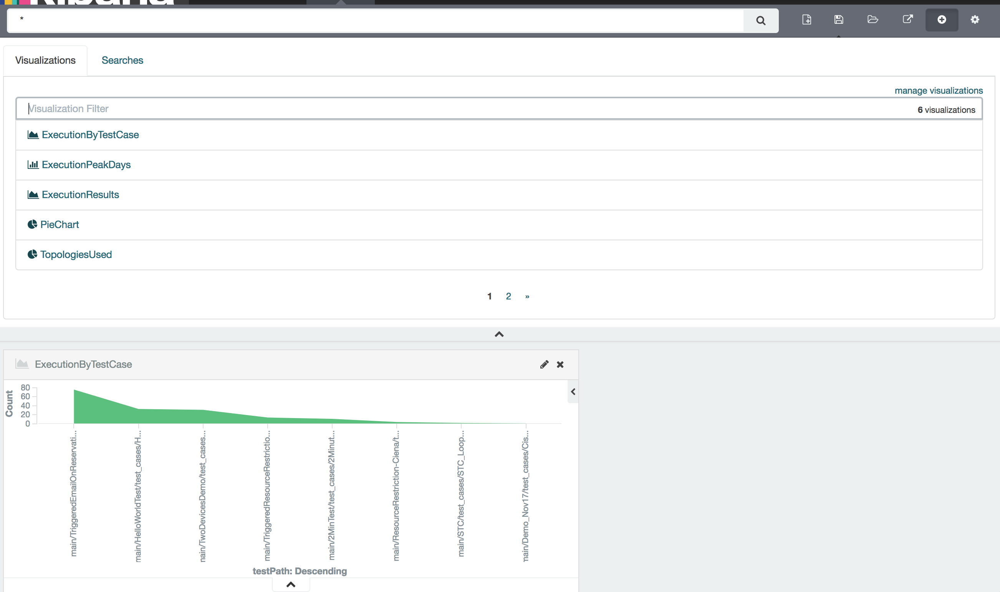 Kibana
*
Visualizations Searches
manage visualizations
Visualization Filter 6 visualizations
ExecutionByTestCase
ExecutionPeakDays
ExecutionResults
PieChart
TopologiesUsed
1 2 »
ExecutionByTestCase
Count
80
60
40
20
0
main/TriggeredEmailOnReservati...
main/HelloWorldTest/test_cases/H...
nain/TwoDevicesDemo/test_cases...
main/TriggeredResourceRestrictio...
main/2MinTest/test_cases/2Minut...
main/ResourceRestriction-Ciena/t...
main/STC/test_cases/STC_Loop...
main/Demo_Nov17/test_cases/Cis...
testPath: Descending